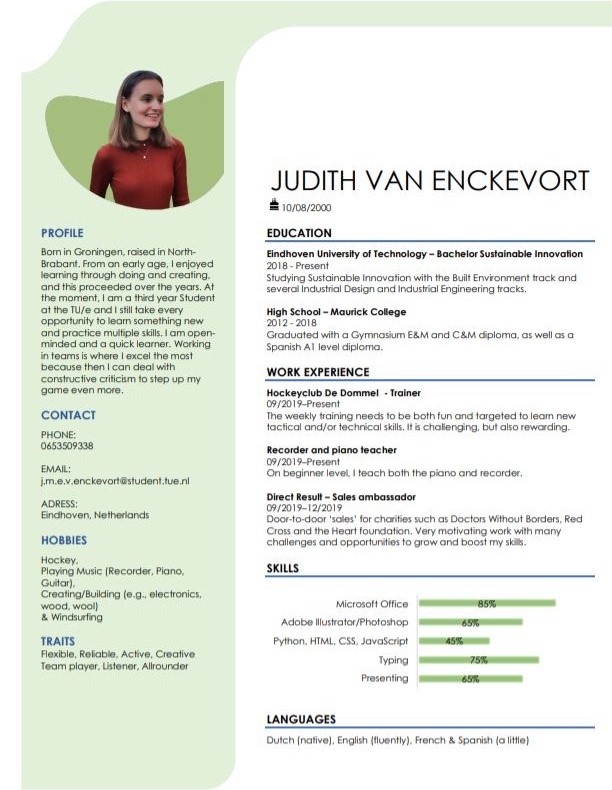 JUDITH VAN ENCKEVORT
10/08/2000
PROFILE
Born in Groningen, raised in North-
Brabant. From an early age, I enjoyed
learning through doing and creating,
and this proceeded over the years. At
the moment, I am a third year Student
at the TU/e and I still take every
opportunity to learn something new
and practice multiple skills. I am open-
minded and a quick learner. Working
in teams is where I excel the most
because then I can deal with
constructive criticism to step up my
game even more.
CONTACT
PHONE:
0653509338
EMAIL:
j.m.e.v.enckevort@student.tue.nl
ADRESS:
Eindhoven, Netherlands
HOBBIES
Hockey,
Playing Music (Recorder, Piano,
Guitar),
Creating/Building (e.g., electronics,
wood, wool)
& Windsurfing
TRAITS
Flexible, Reliable, Active, Creative
Team player, Listener, Allrounder
EDUCATION
Eindhoven University of Technology – Bachelor Sustainable Innovation
2018 - Present
Studying Sustainable Innovation with the Built Environment track and
several Industrial Design and Industrial Engineering tracks.
High School – Maurick College
2012 - 2018
Graduated with a Gymnasium E&M and C&M diploma, as well as a
Spanish A1 level diploma.
WORK EXPERIENCE
Hockeyclub De Dommel - Trainer
09/2019–Present
The weekly training needs to be both fun and targeted to learn new
tactical and/or technical skills. It is challenging, but also rewarding.
Recorder and piano teacher
09/2019–Present
On beginner level, I teach both the piano and recorder.
Direct Result – Sales ambassador
09/2019–12/2019
Door-to-door ‘sales’ for charities such as Doctors Without Borders, Red
Cross and the Heart foundation. Very motivating work with many
challenges and opportunities to grow and boost my skills.
SKILLS
Microsoft Office 85%
Adobe Illustrator/Photoshop 65%
Python, HTML, CSS, JavaScript 45%
Typing 75%
Presenting 65%
LANGUAGES
Dutch (native), English (fluently), French & Spanish (a little)